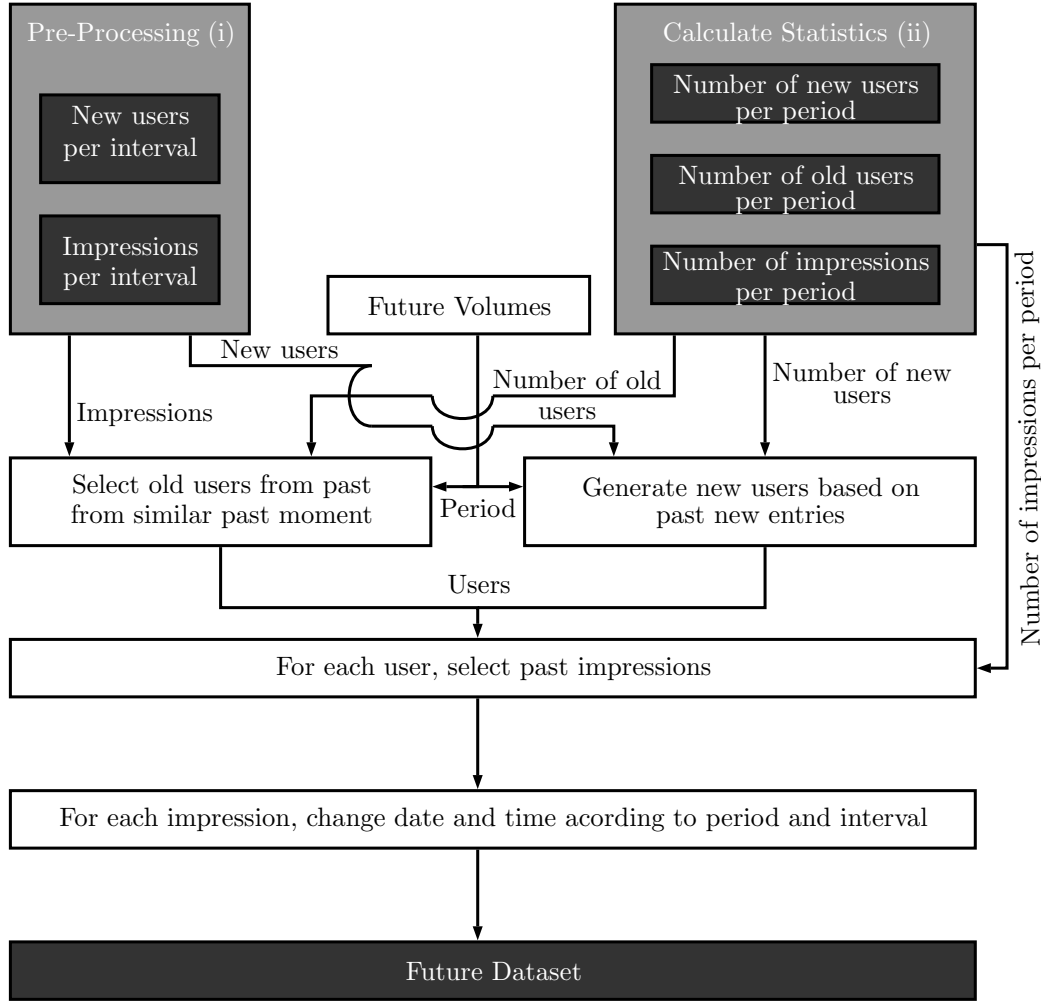 Pre-Processing (i)
New users
per interval
Impressions
per interval
Calculate Statistics (ii)
Number of new users
per period
Number of old users
per period
Number of impressions
per period
Future Volumes
New users
Impressions
Number of old
users
Number of new
users
Number of impressions per period
Select old users from past
from similar past moment
Period
Generate new users based on
past new entries
Users
For each user, select past impressions
For each impression, change date and time acording to period and interval
Future Dataset